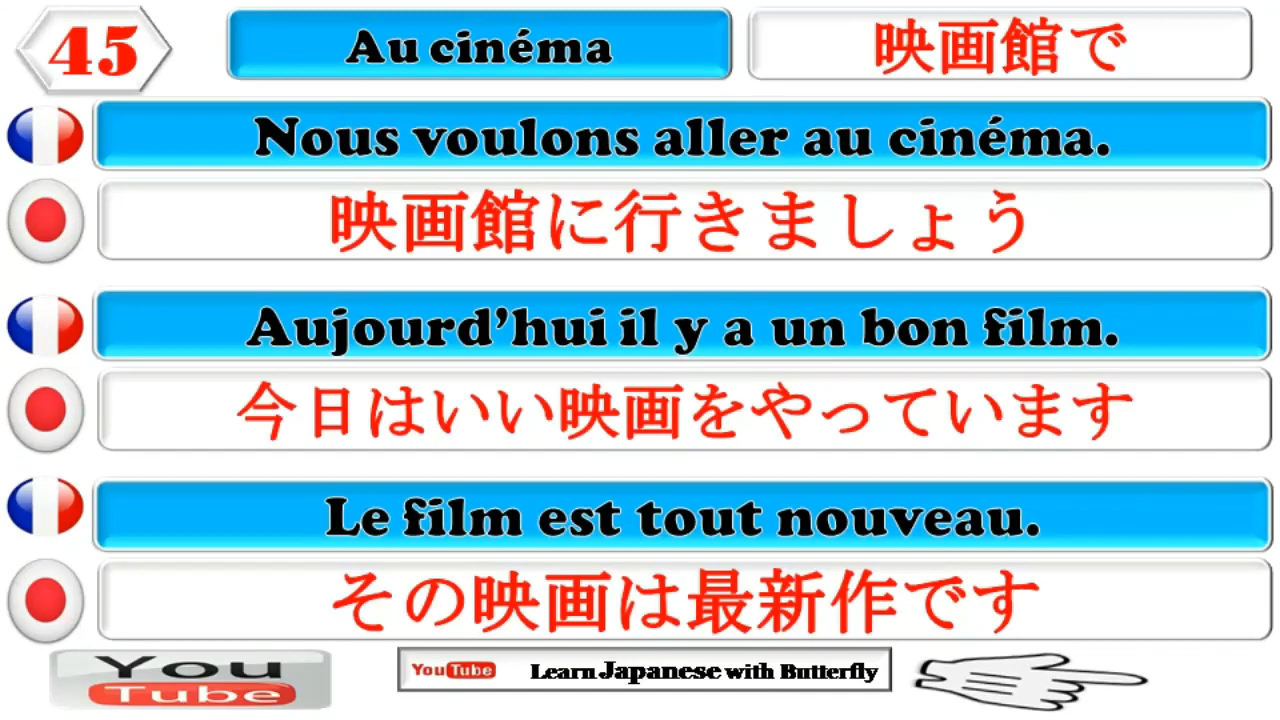 45
Au cinéma
映画館で
Nous voulons aller au cinéma.
映画館に行きましょう
Aujourd’hui il y a un bon film.
今日はいい映画をやっています
Le film est tout nouveau.
その映画は最新作です
You
Tube
YouTube Learn Japanese with Butterfly